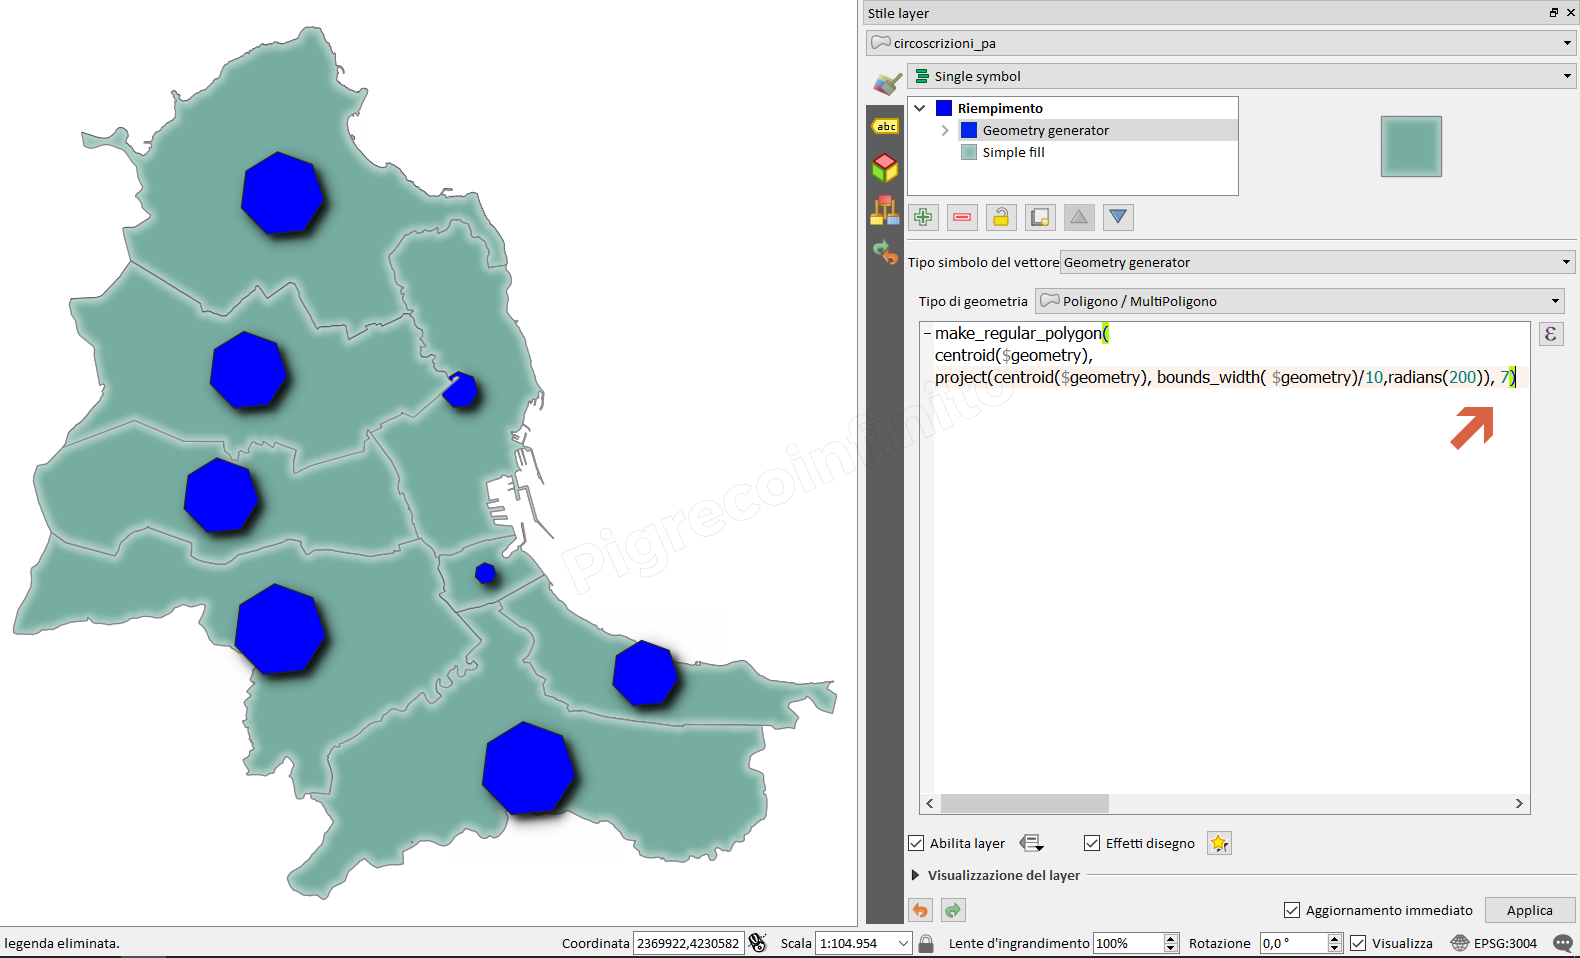 Stile layer
circoscrizioni_pa
Single symbol
abc
Riempimento
Geometry generator
Simple fill
Tipo simbolo del vettore Geometry generator
Tipo di geometria Poligono / MultiPoligono
make_regular_polygon(
centroid($geometry),
project(centroid($geometry), bounds_width( $geometry)/10,radians(200)), 7)
ε
Pigrecoinfinito
Abilita layer Effetti disegno
Visualizzazione del layer
Aggiornamento immediato Applica
legenda eliminata. Coordinata 2369922,4230582 Scala 1:104.954 Lente d'ingrandimento 100% Rotazione 0,0 ° Visualizza EPSG:3004